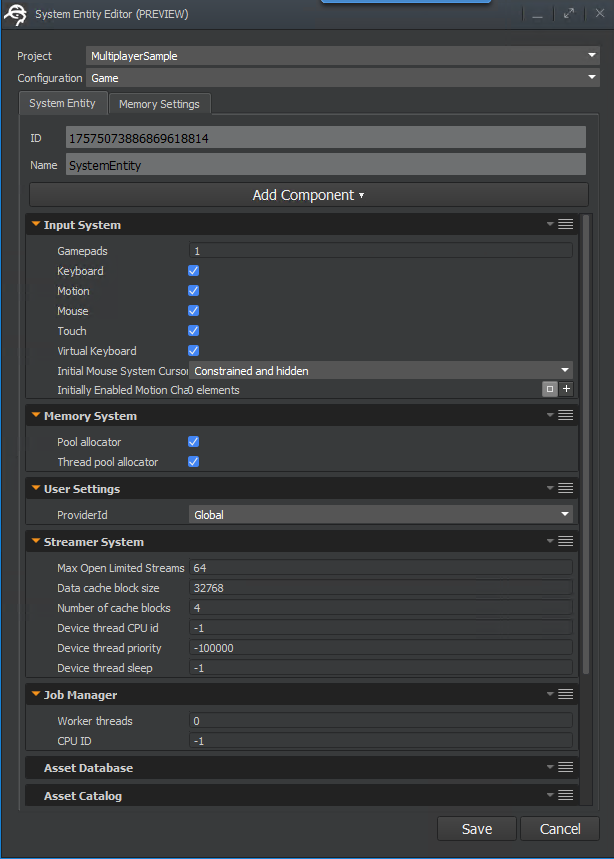 System Entity Editor (PREVIEW)
Project MultiplayerSample
Configuration Game
System Entity Memory Settings
ID 17575073886869618814
Name SystemEntity
Add Component
Input System
Gamepads 1
Keyboard
Motion
Mouse
Touch
Virtual Keyboard
Initial Mouse System Cursor Constrained and hidden
Initially Enabled Motion Cha 0 elements
Memory System
Pool allocator
Thread pool allocator
User Settings
ProviderId Global
Streamer System
Max Open Limited Streams 64
Data cache block size 32768
Number of cache blocks 4
Device thread CPU id -1
Device thread priority -100000
Device thread sleep -1
Job Manager
Worker threads 0
CPU ID -1
Asset Database
Asset Catalog
Save Cancel